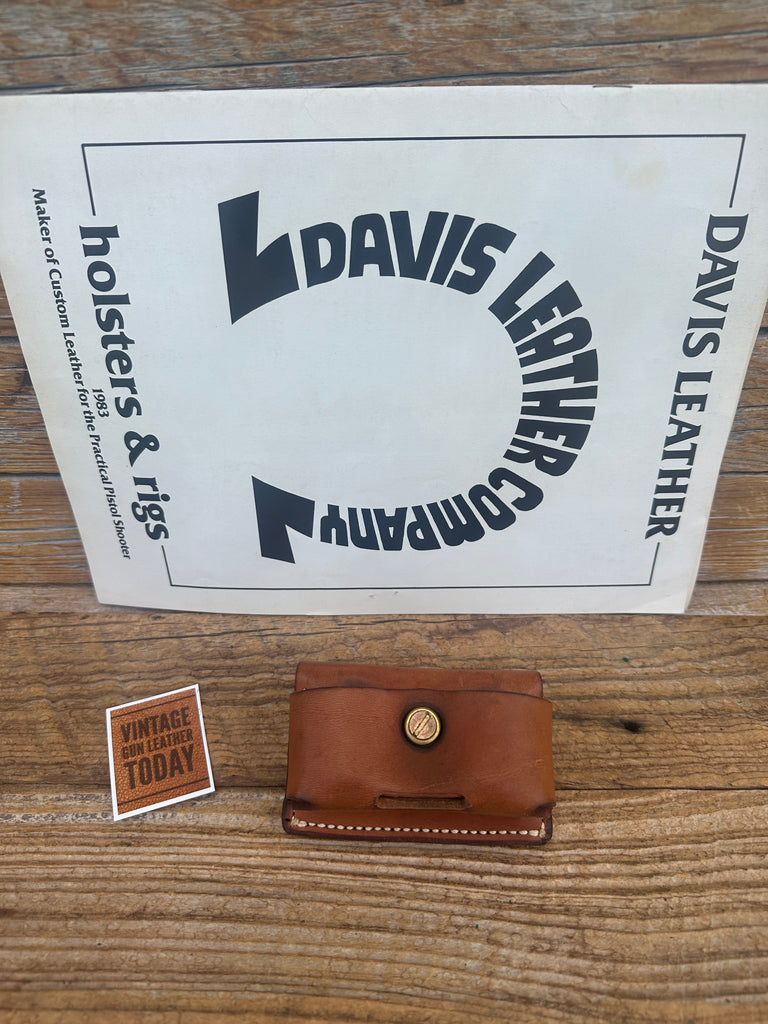 DAVIS LEATHER
DAVIS LEATHER COMPANY
holsters & rigs
1983
Maker of Custom Leather for the Practical Pistol Shooter
VINTAGE
GUN LEATHER
TODAY